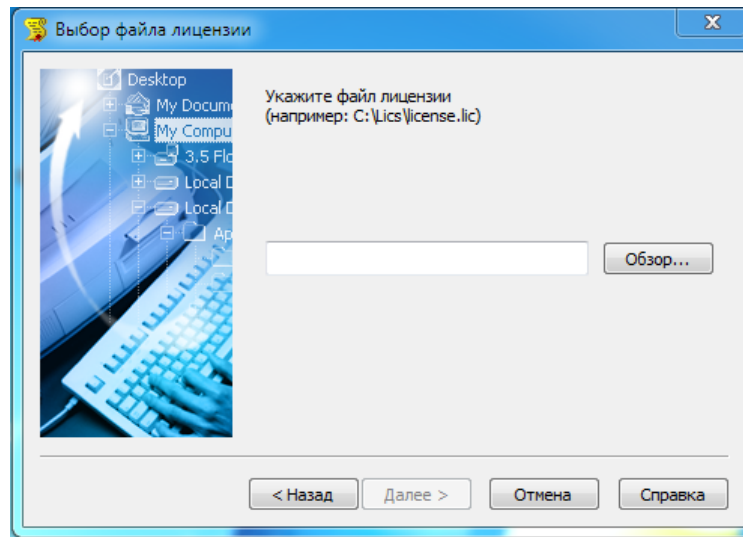 Выбор файла лицензии
Desktop
My Docum
My Compu
3.5 Flo
Local D
Local D
Ap
Укажите файл лицензии
(например: C:\Lics\license.lic)
Обзор...
< Назад
Далее >
Отмена
Справка